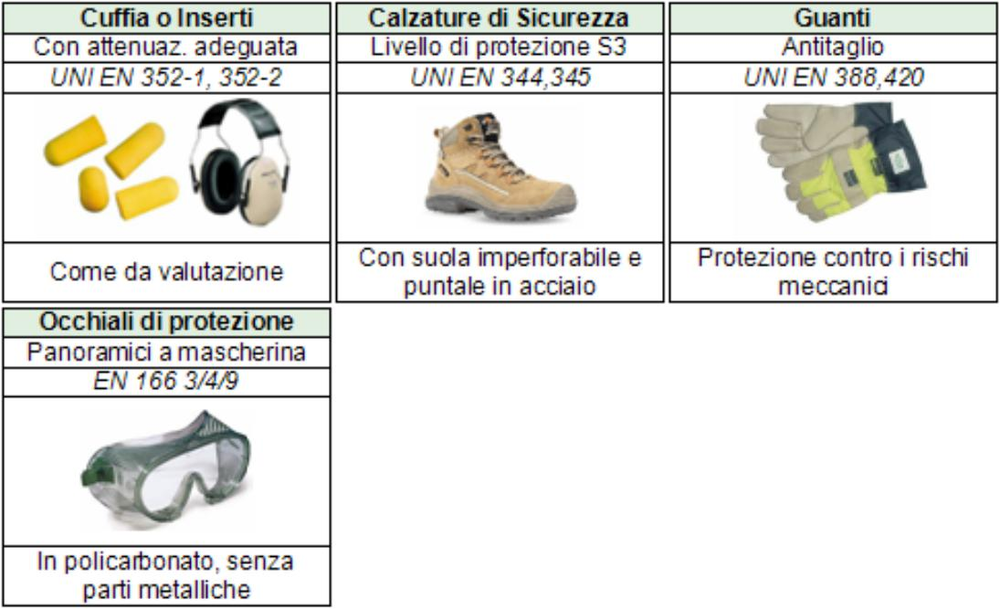 Cuffia o Inserti
Con attenuaz. adeguata
UNI EN 352-1, 352-2
Come da valutazione
Calzature di Sicurezza
Livello di protezione S3
UNI EN 344,345
Con suola imperforabile e
puntale in acciaio
Guanti
Antitaglio
UNI EN 388,420
Protezione contro i rischi
meccanici
Occhiali di protezione
Panoramici a mascherina
EN 166 3/4/9
In policarbonato, senza
parti metalliche